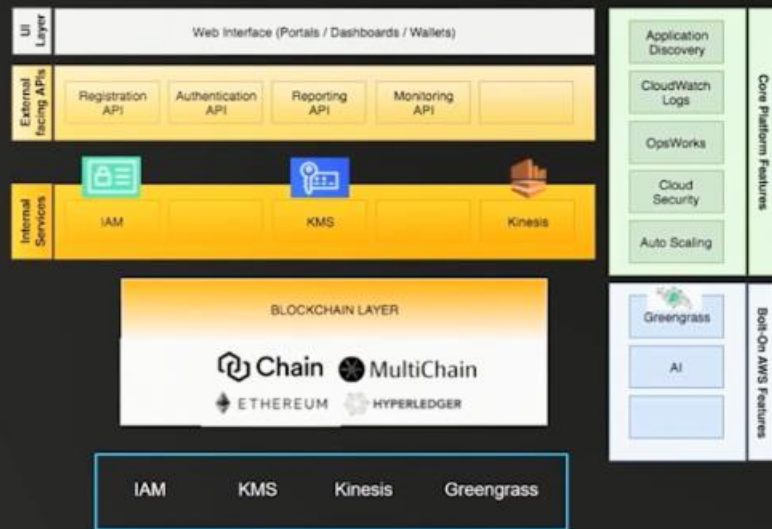 UI
Layer
Web Interface (Portals / Dashboards / Wallets)
External
facing APIs
Registration
API
Authentication
API
Reporting
API
Monitoring
API
Internal
Services
IAM
KMS
Kinesis
BLOCKCHAIN LAYER
Chain
MultiChain
ETHEREUM
HYPERLEDGER
IAM
KMS
Kinesis
Greengrass
Application
Discovery
CloudWatch
Logs
OpsWorks
Cloud
Security
Auto Scaling
Core Platform Features
Greengrass
AI
Bolt-On AWS Features